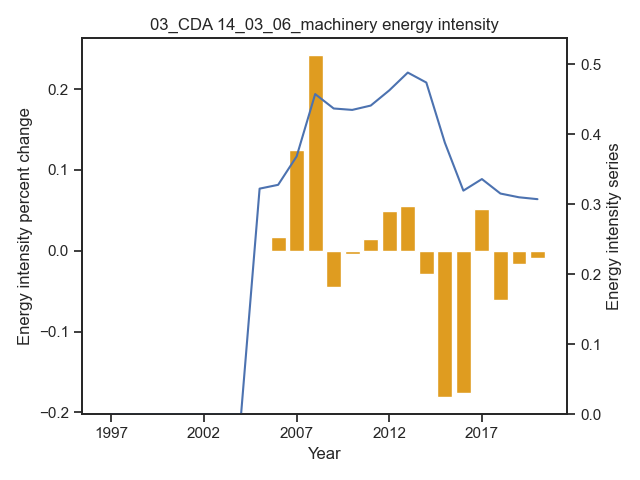 03_CDA 14_03_06_machinery energy intensity
Energy intensity percent change
0.2
0.1
0.0
−0.1
−0.2
0.5
0.4
0.3
0.2
0.1
0.0
Energy intensity series
1997 2002 2007 2012 2017
Year